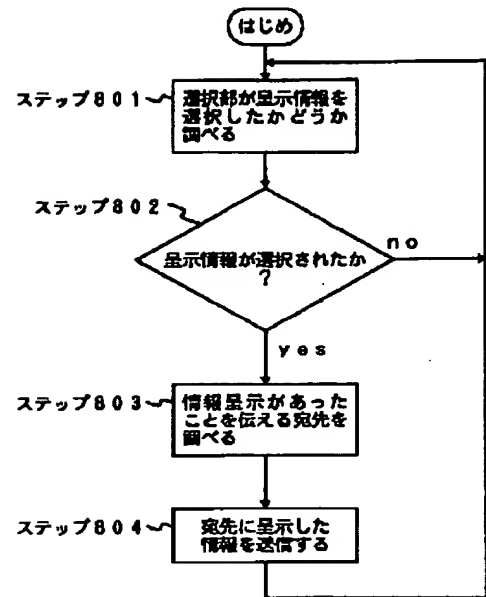 はじめ
ステップ801
選択部が呈示情報を
選択したかどうか
調べる
ステップ802
呈示情報が選択されたか
?
no
yes
ステップ803
情報呈示があった
ことを伝える宛先を
調べる
ステップ804
宛先に呈示した
情報を送信する